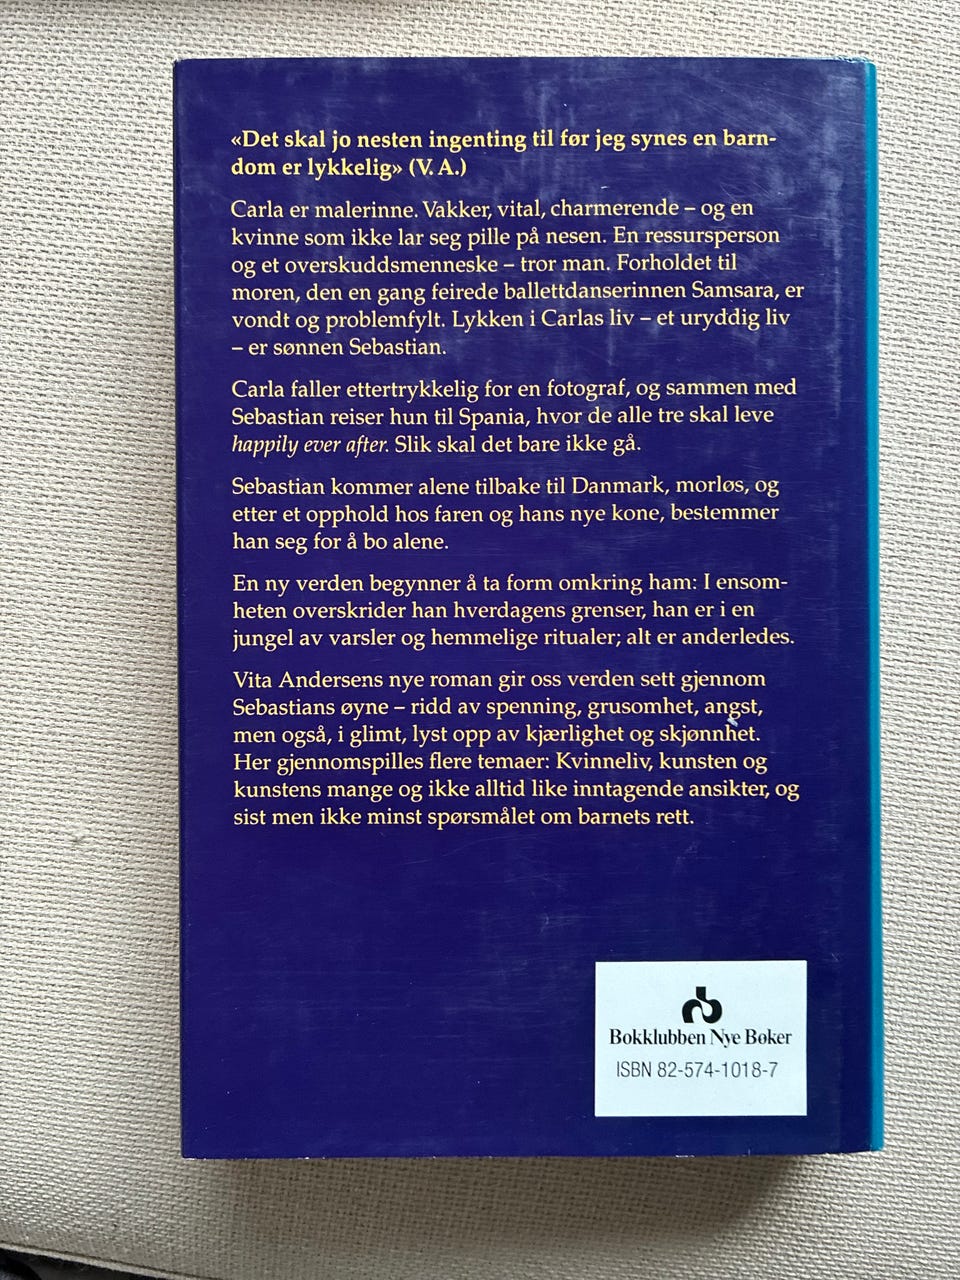 «Det skal jo nesten ingenting til før jeg synes en barn-
dom er lykkelig» (V. A.)
Carla er malerinne. Vakker, vital, charmerende – og en
kvinne som ikke lar seg pille på nesen. En ressursperson
og et overskuddsmenneske – tror man. Forholdet til
moren, den en gang feirede ballettdanserinnen Samsara, er
vondt og problemfylt. Lykken i Carlas liv – et uryddig liv
– er sønnen Sebastian.
Carla faller ettertrykkelig for en fotograf, og sammen med
Sebastian reiser hun til Spania, hvor de alle tre skal leve
happily ever after. Slik skal det bare ikke gå.
Sebastian kommer alene tilbake til Danmark, morløs, og
etter et opphold hos faren og hans nye kone, bestemmer
han seg for å bo alene.
En ny verden begynner å ta form omkring ham: I ensom-
heten overskrider han hverdagens grenser, han er i en
jungel av varsler og hemmelige ritualer; alt er anderledes.
Vita Andersens nye roman gir oss verden sett gjennom
Sebastians øyne – ridd av spenning, grusomhet, angst,
men også, i glimt, lyst opp av kjærlighet og skjønnhet.
Her gjennomspilles flere temaer: Kvinneliv, kunsten og
kunstens mange og ikke alltid like inntagende ansikter, og
sist men ikke minst spørsmålet om barnets rett.
Bokklubben Nye Bøker
ISBN 82-574-1018-7